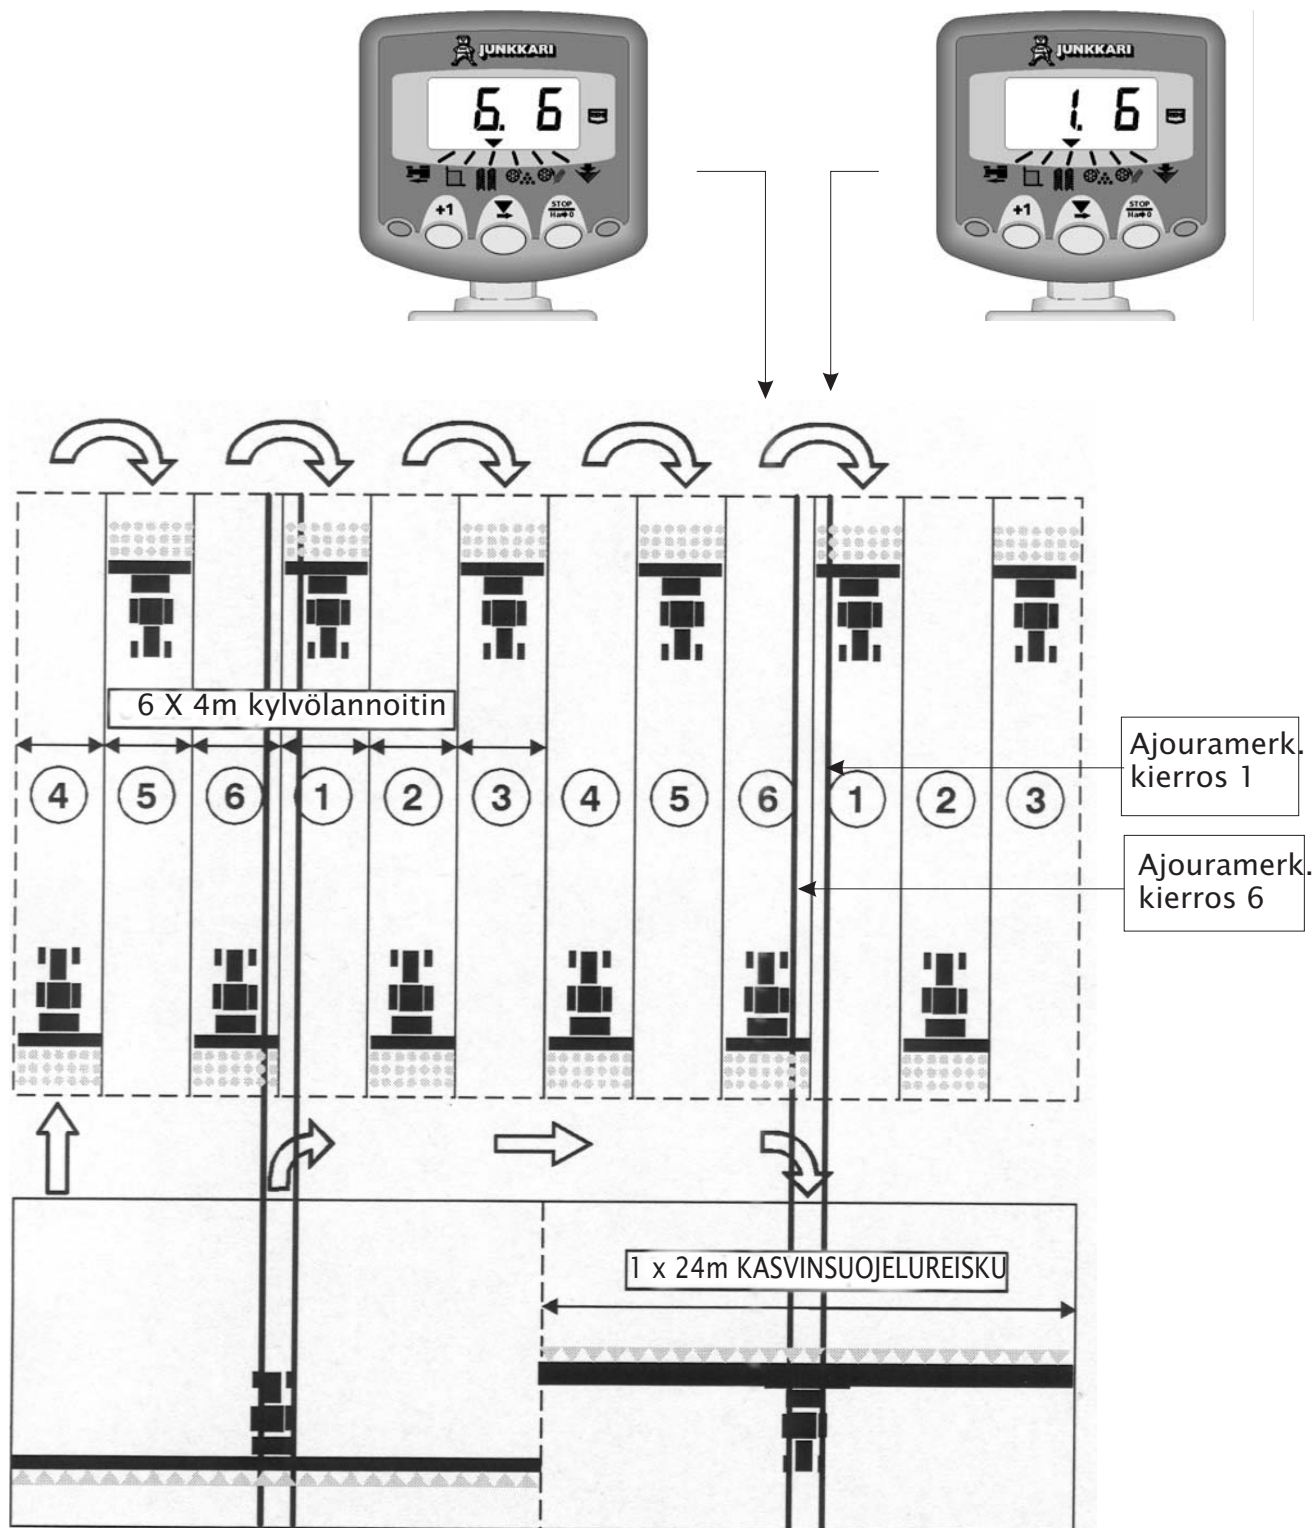 JUNKKARI
6. 6
+1
STOP
Ha➔0
JUNKKARI
1. 6
+1
STOP
Ha➔0
6 X 4m kylvölannoitin
4 5 6 1 2 3 4 5 6 1 2 3
Ajouramerk.
kierros 1
Ajouramerk.
kierros 6
1 x 24m KASVINSUOJELUREISKU